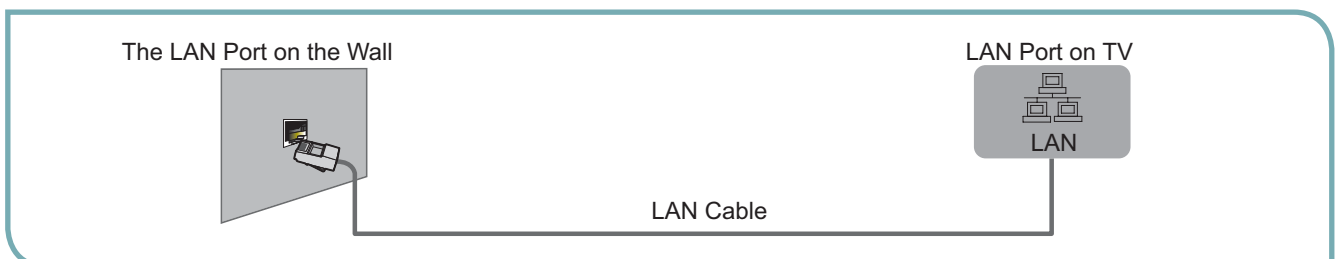 The LAN Port on the Wall
LAN Port on TV
LAN
LAN Cable